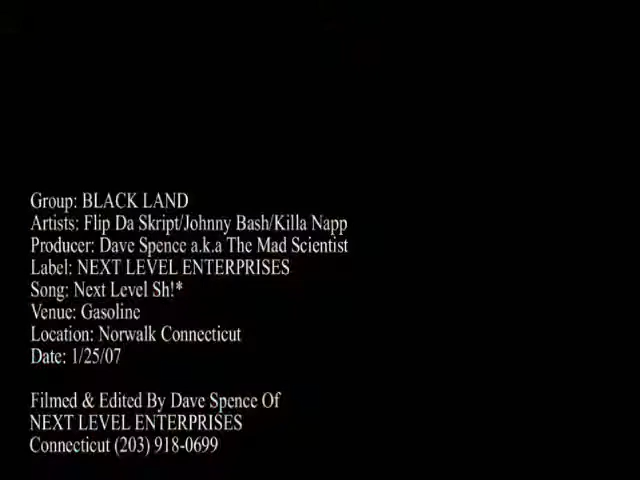 Group: BLACK LAND
Artists: Flip Da Skript/Johnny Bash/Killa Napp
Producer: Dave Spence a.k.a The Mad Scientist
Label: NEXT LEVEL ENTERPRISES
Song: Next Level Sh!*
Venue: Gasoline
Location: Norwalk Connecticut
Date: 1/25/07
Filmed & Edited By Dave Spence Of
NEXT LEVEL ENTERPRISES
Connecticut (203) 918-0699